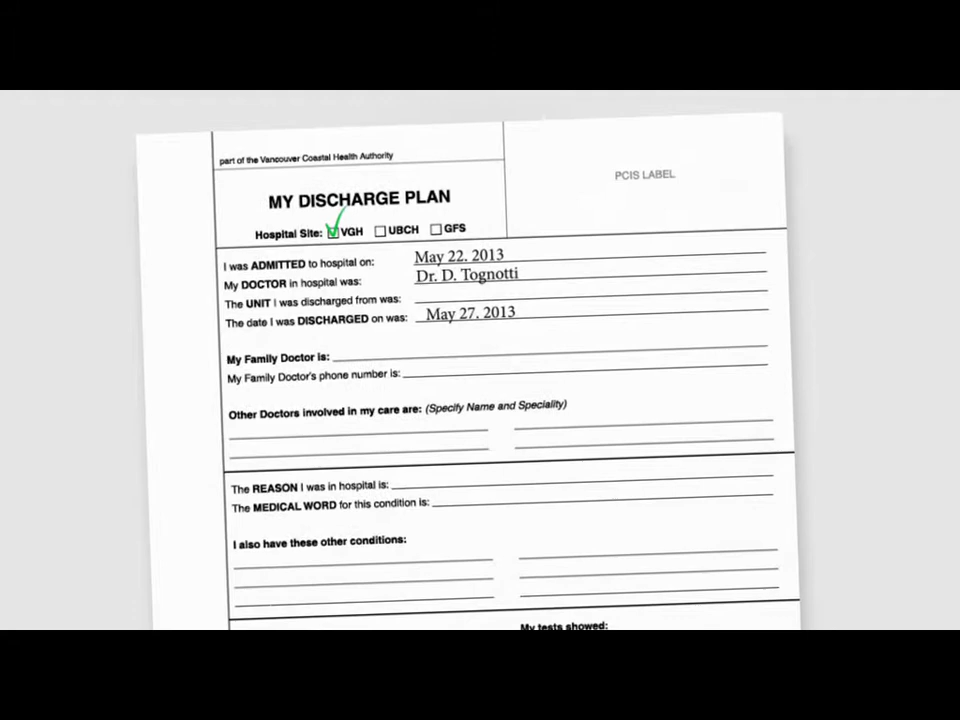 part of the Vancouver Coastal Health Authority
PCIS LABEL
MY DISCHARGE PLAN
Hospital Site: VGH UBCH GFS
I was ADMITTED to hospital on: May 22. 2013
My DOCTOR in hospital was: Dr. D. Tognotti
The UNIT I was discharged from was:
The date I was DISCHARGED on was: May 27. 2013
My Family Doctor is:
My Family Doctor's phone number is:
Other Doctors involved in my care are: (Specify Name and Speciality)
The REASON I was in hospital is:
The MEDICAL WORD for this condition is:
I also have these other conditions:
My tests showed: